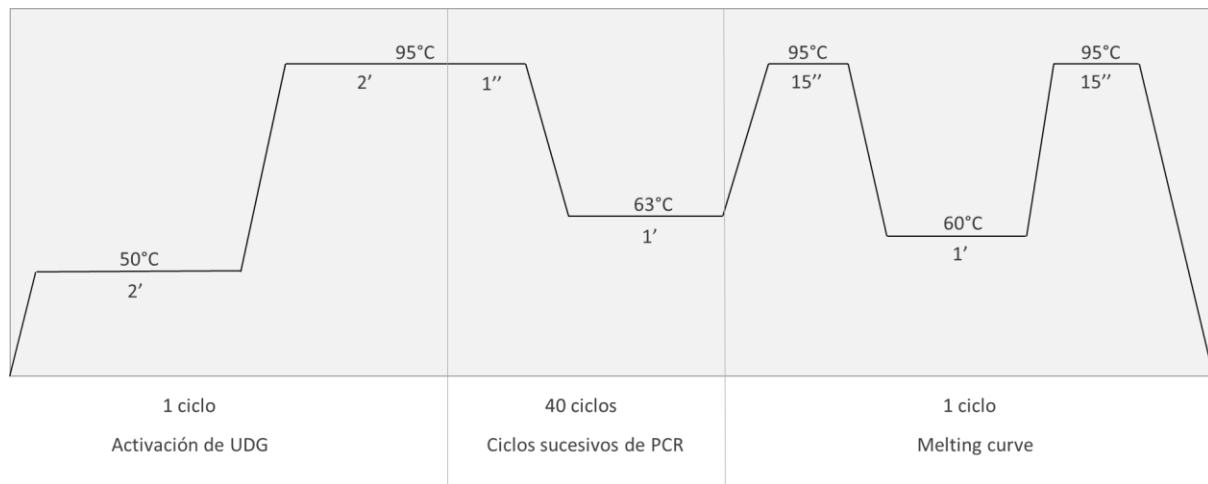 95°C
95°C
95°C
2’
1’’
15’’
15’’
63°C
1’
60°C
1’
50°C
2’
1 ciclo
40 ciclos
1 ciclo
Activación de UDG
Ciclos sucesivos de PCR
Melting curve